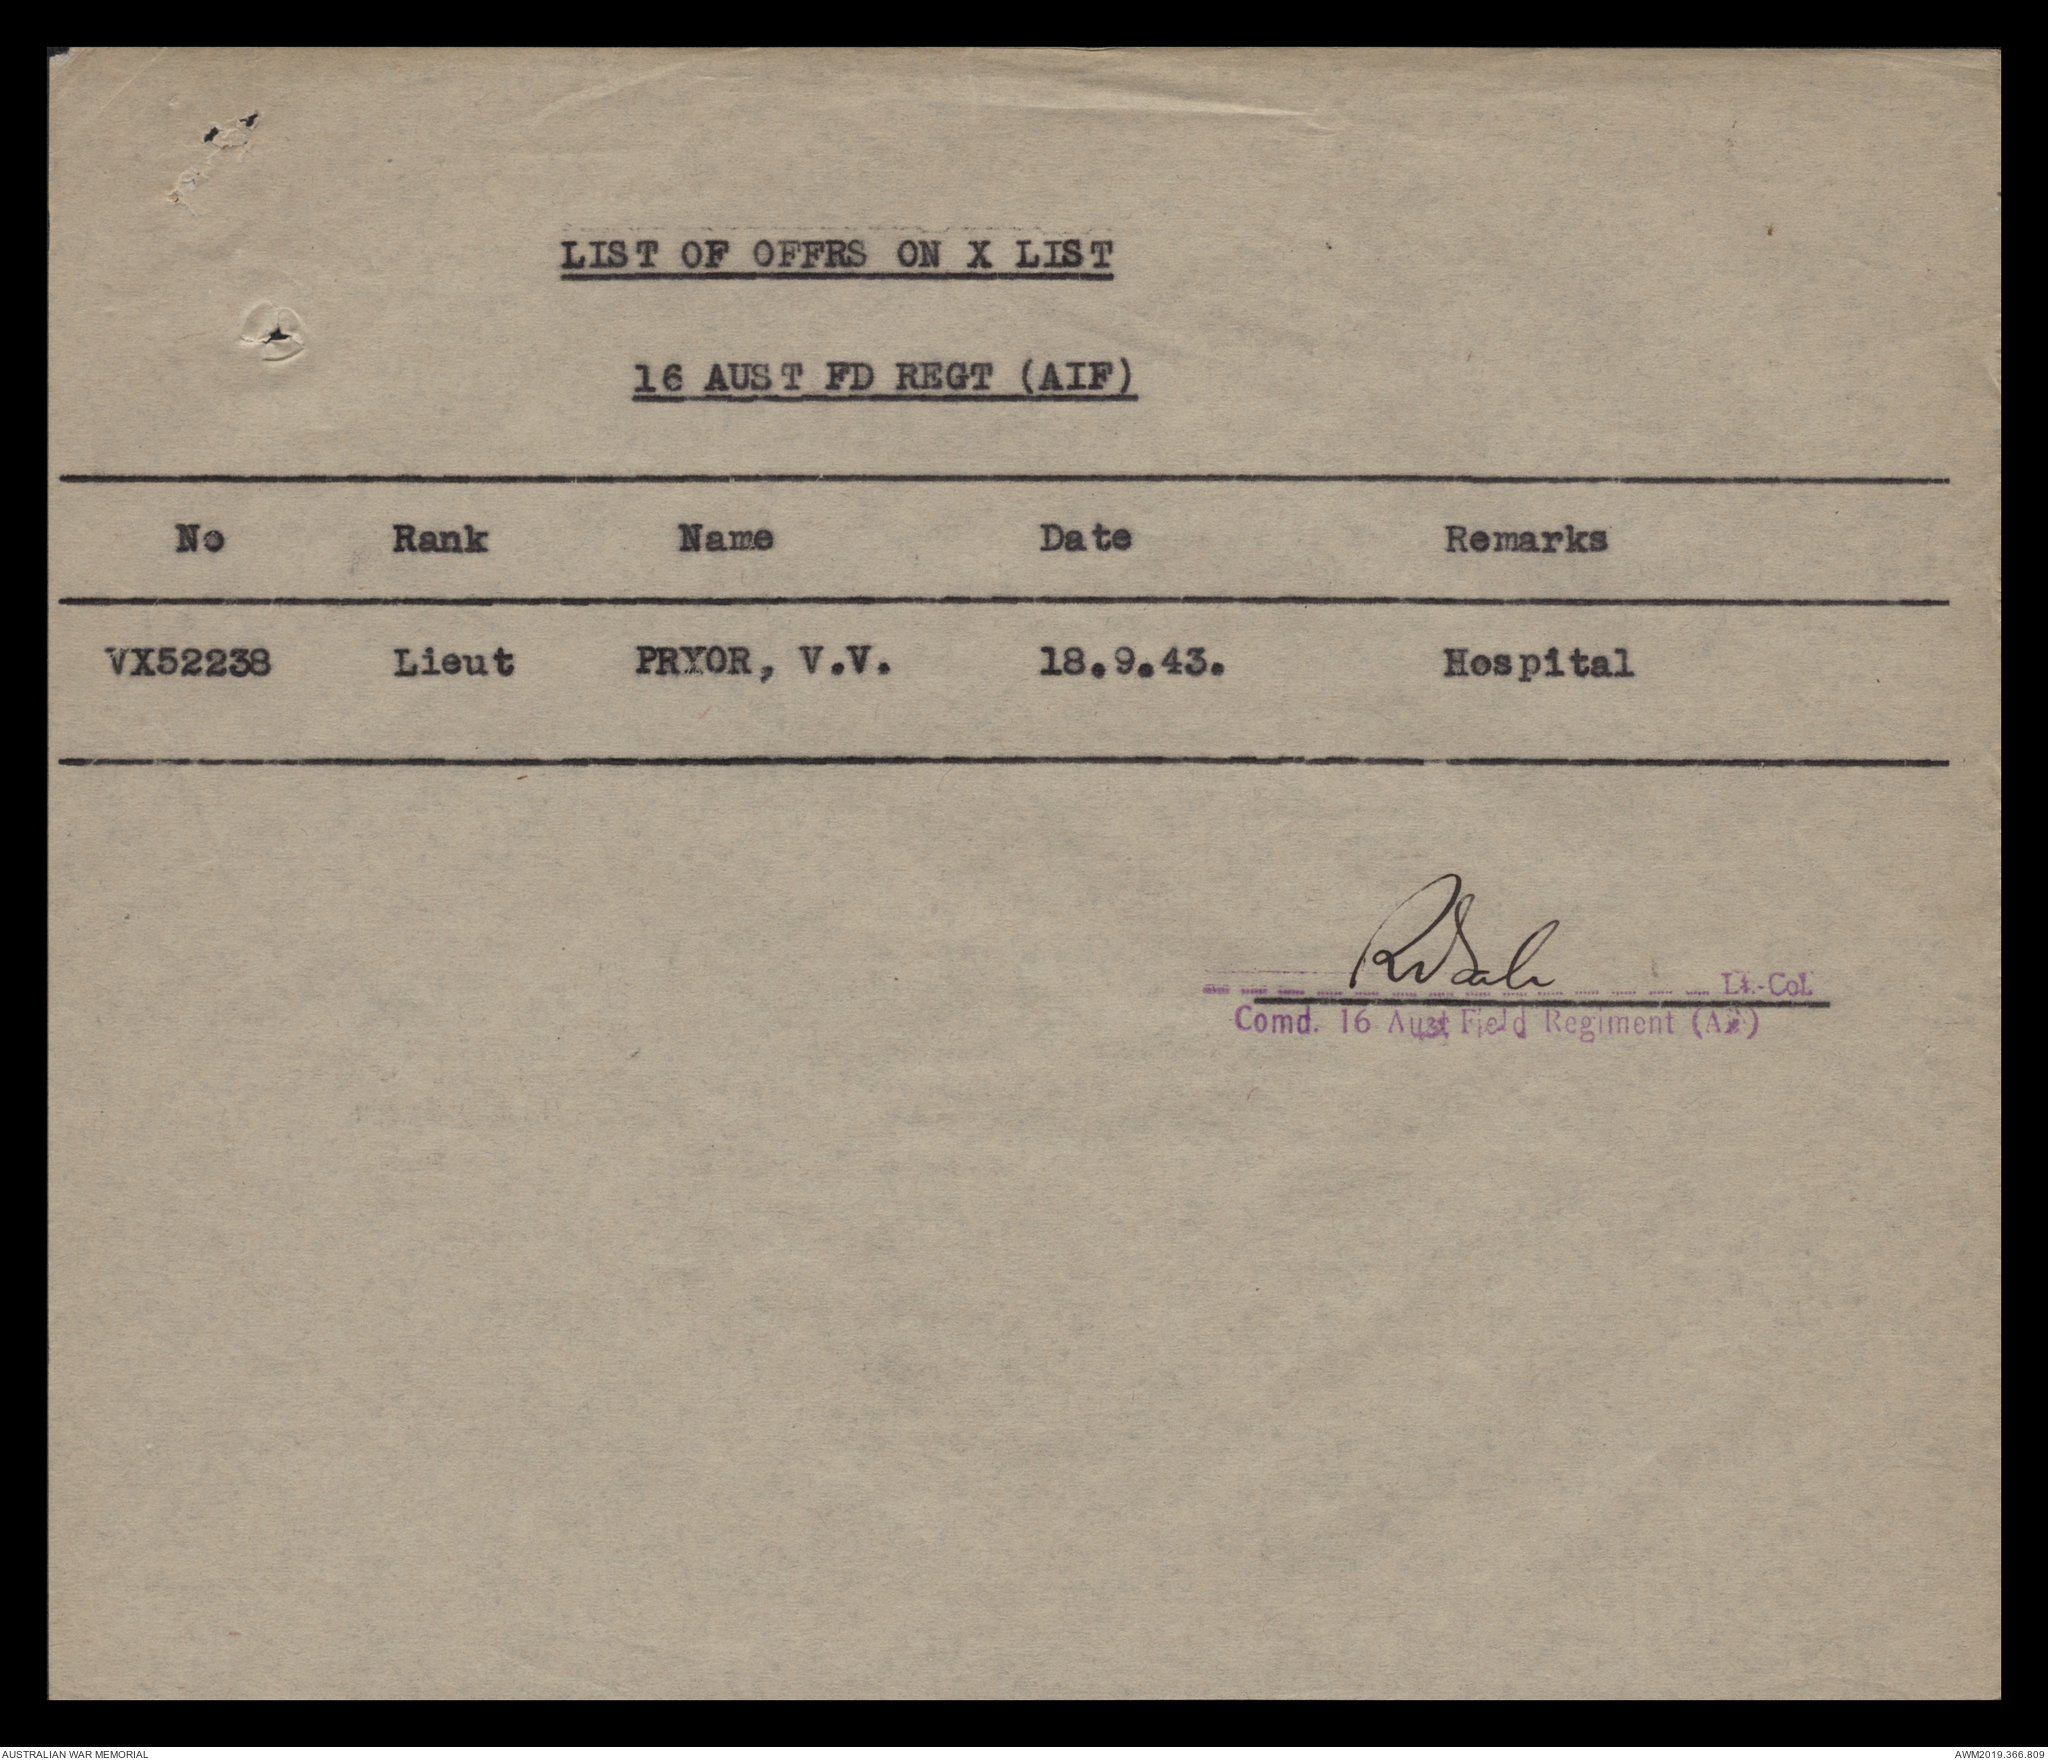 LIST OF OFFRS ON X LIST
16 AUST FD REGT (AIF)
No Rank Name Date Remarks
VX52238 Lieut PRYOR, V.V. 18.9.43. Hospital
Lt.-Col.
Comd. 16 Aust Field Regiment
AUSTRALIAN WAR MEMORIAL AWM2019.366.809